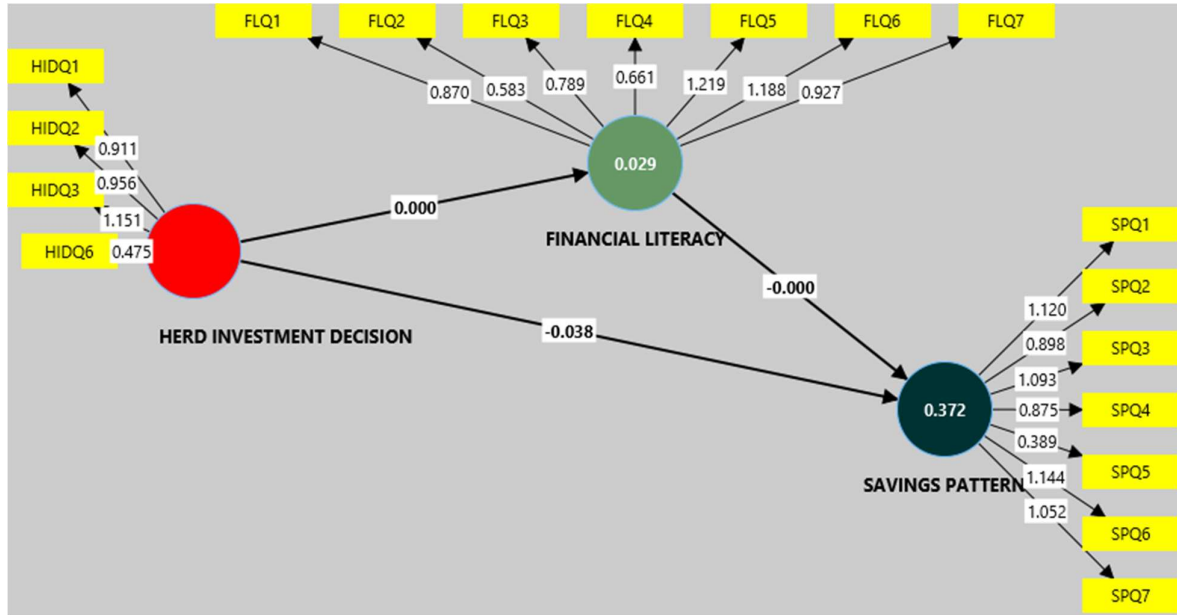 FLQ1
FLQ2
FLQ3
FLQ4
FLQ5
FLQ6
FLQ7
HIDQ1
HIDQ2
HIDQ3
HIDQ6
0.870
0.583
0.789
0.661
1.219
1.188
0.927
0.911
0.956
1.151
0.475
0.029
0.000
FINANCIAL LITERACY
-0.000
HERD INVESTMENT DECISION
-0.038
0.372
SAVINGS PATTERN
SPQ1
SPQ2
SPQ3
SPQ4
SPQ5
SPQ6
SPQ7
1.120
0.898
1.093
0.875
0.389
1.144
1.052